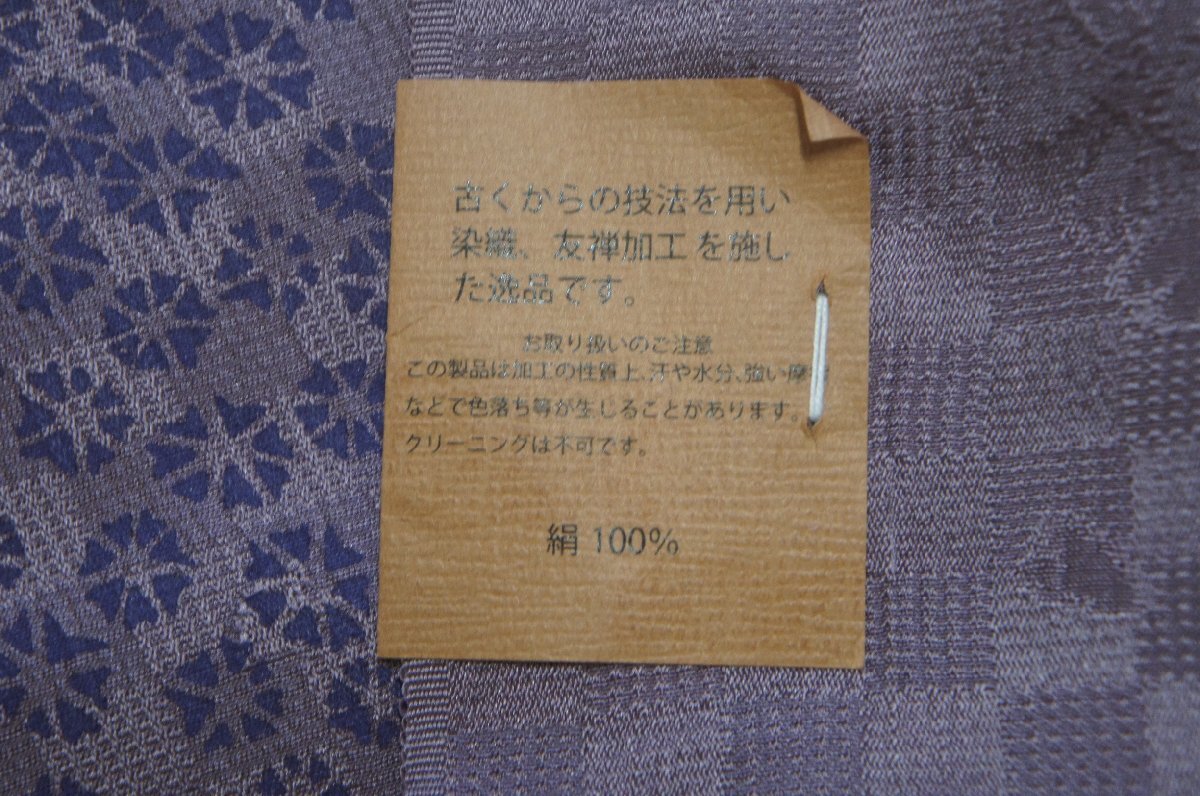 古くからの技法を用い
染織、友禅加工を施し
た逸品です。
お取り扱いのご注意
この製品は加工の性質上、汗や水分、強い摩
などで色落ち等が生じることがあります。
クリーニングは不可です。
絹 100%